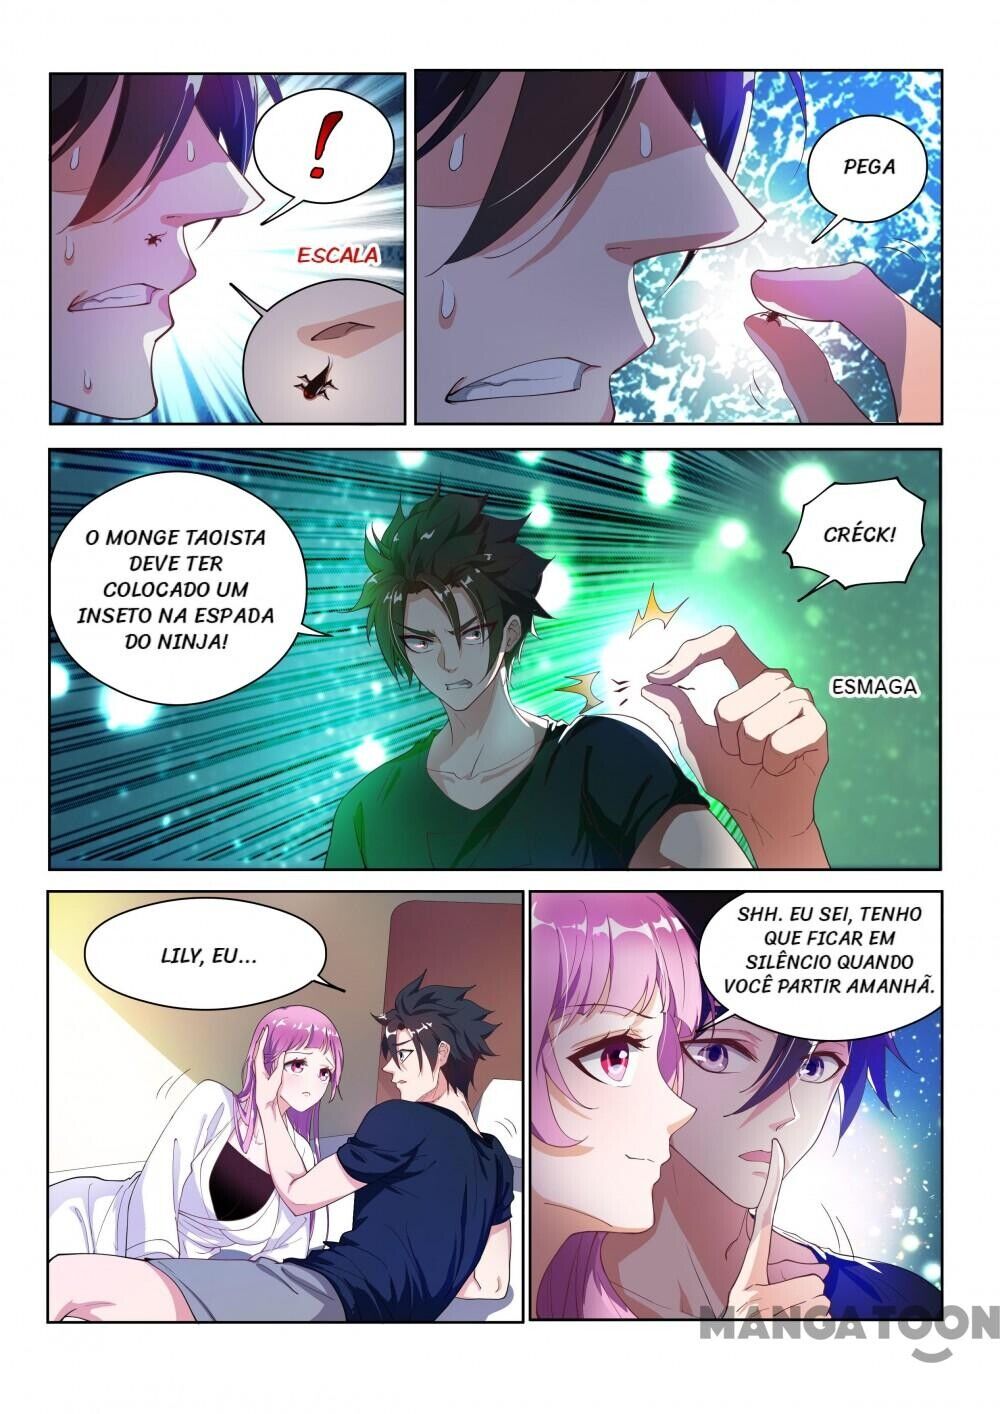 !
ESCALA
PEGA
O MONGE TAOISTA
DEVE TER
COLOCADO UM
INSETO NA ESPADA
DO NINJA!
CRÉCK!
ESMAGA
LILY, EU...
SHH. EU SEI, TENHO
QUE FICAR EM
SILÊNCIO QUANDO
VOCÊ PARTIR AMANHÃ.
MANGATOON